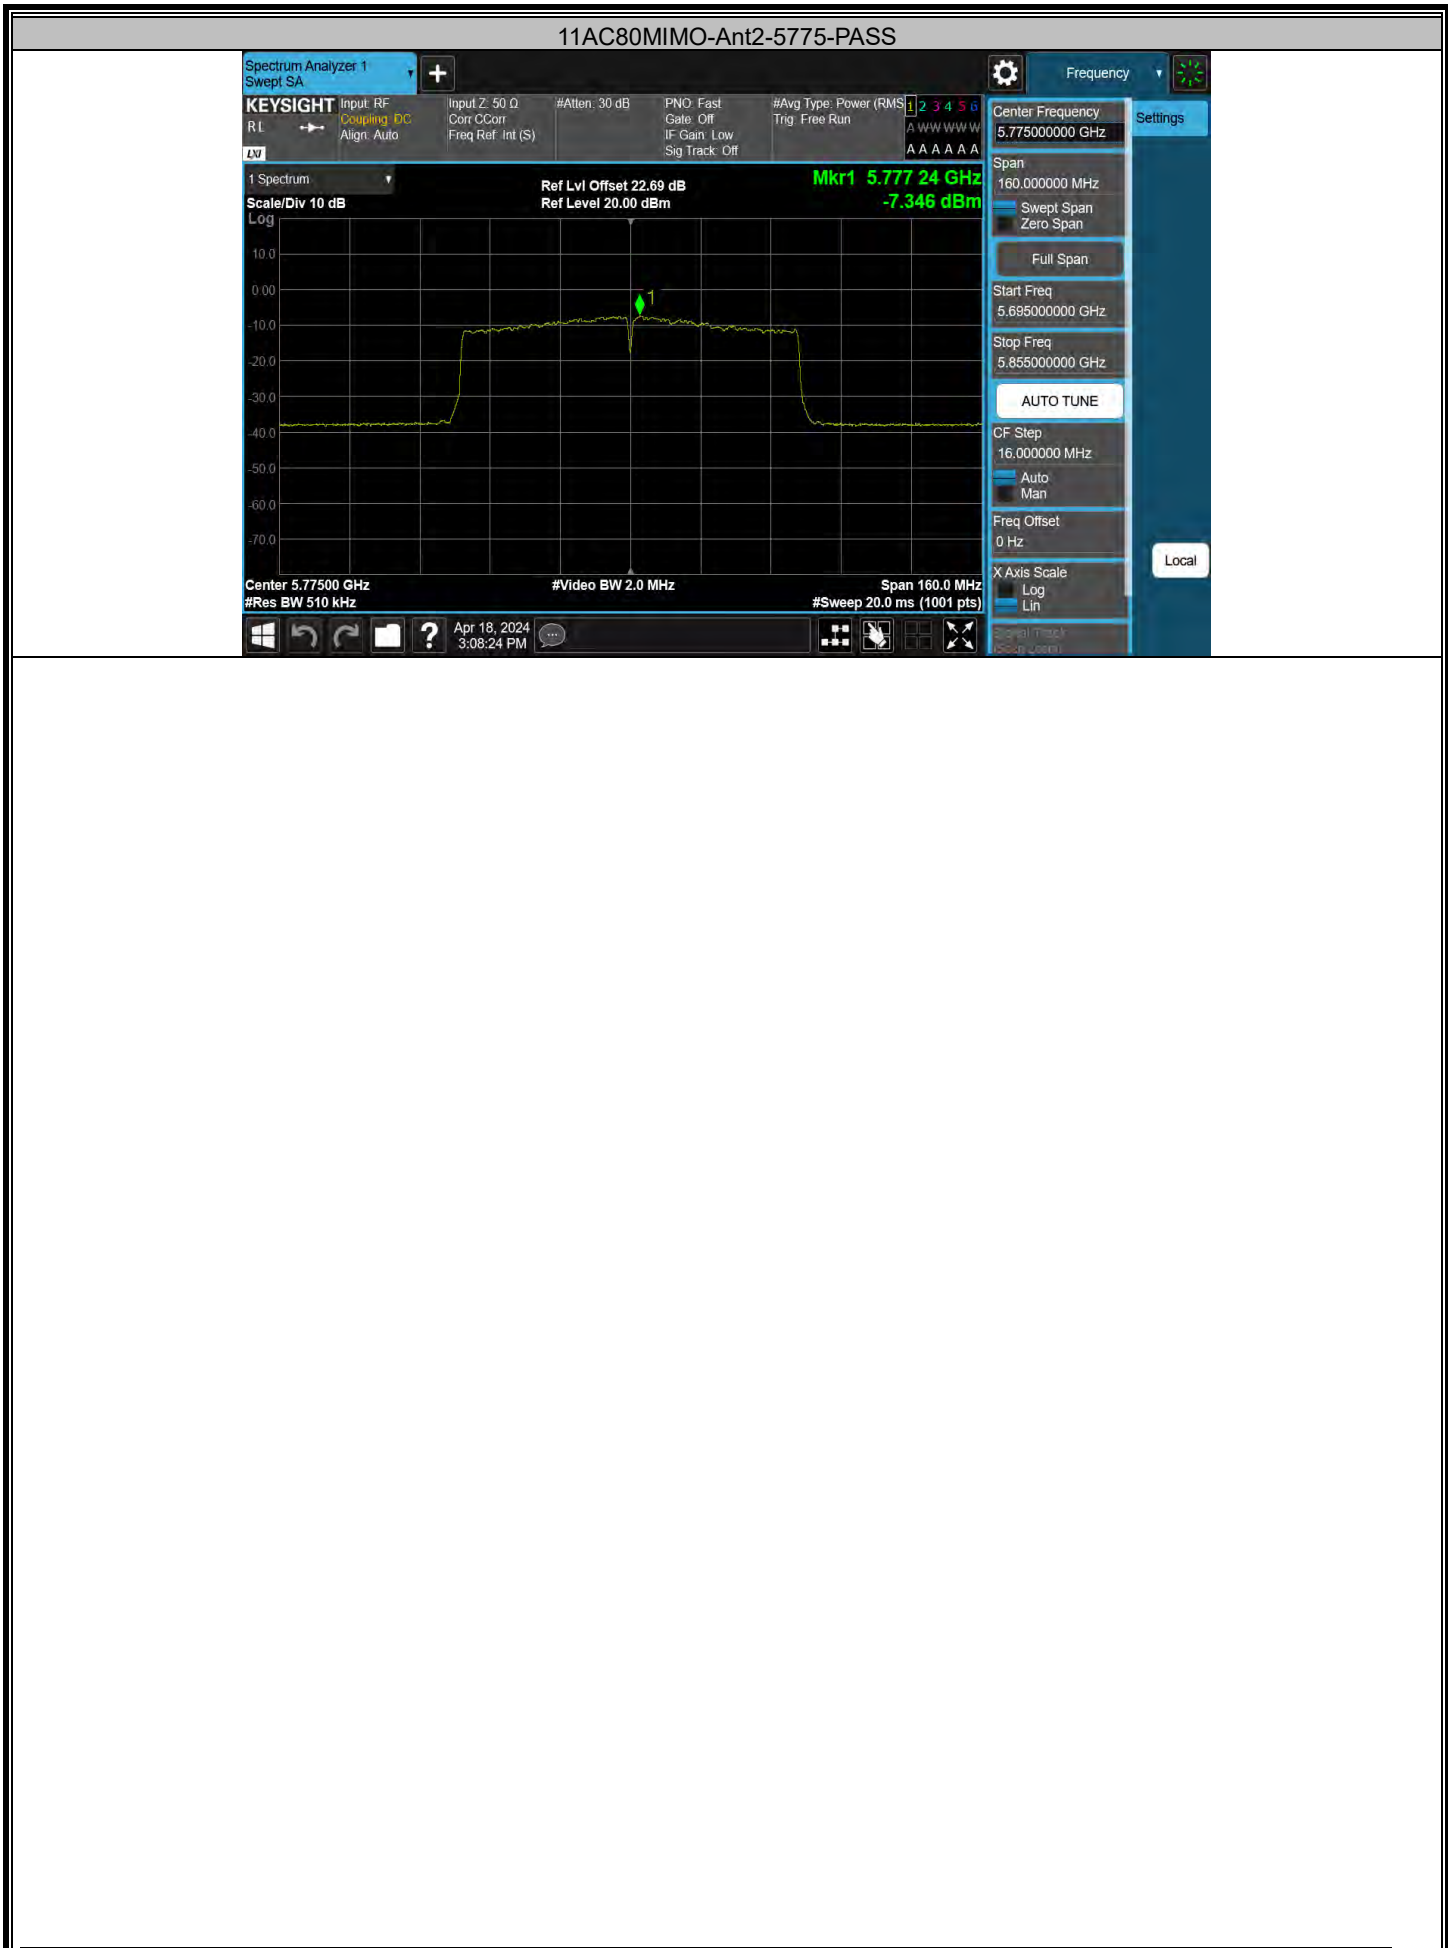 11AC80MIMO-Ant2-5775-PASS
Spectrum Analyzer 1
Swept SA
Frequency
KEYSIGHT
RL
LXI
Input: RF
Coupling: DC
Align: Auto
Input Z: 50 Ω
Corr CCorr
Freq Ref: Int (S)
#Atten: 30 dB
PNO: Fast
Gate: Off
IF Gain: Low
Sig Track: Off
#Avg Type: Power (RMS
Trig: Free Run
1 2 3 4 5 6
A W W W W W
A A A A A A
Center Frequency
5.775000000 GHz
Settings
Span
160.000000 MHz
Swept Span
Zero Span
Full Span
Start Freq
5.695000000 GHz
Stop Freq
5.855000000 GHz
AUTO TUNE
CF Step
16.000000 MHz
Auto
Man
Freq Offset
0 Hz
X Axis Scale
Log
Lin
Signal Track
(Span Zoom)
Local
1 Spectrum
Scale/Div 10 dB
Log
Ref Lvl Offset 22.69 dB
Ref Level 20.00 dBm
Mkr1 5.777 24 GHz
-7.346 dBm
1
10.0
0.00
-10.0
-20.0
-30.0
-40.0
-50.0
-60.0
-70.0
Center 5.77500 GHz
#Video BW 2.0 MHz
Span 160.0 MHz
#Res BW 510 kHz
#Sweep 20.0 ms (1001 pts)
?
Apr 18, 2024
3:08:24 PM